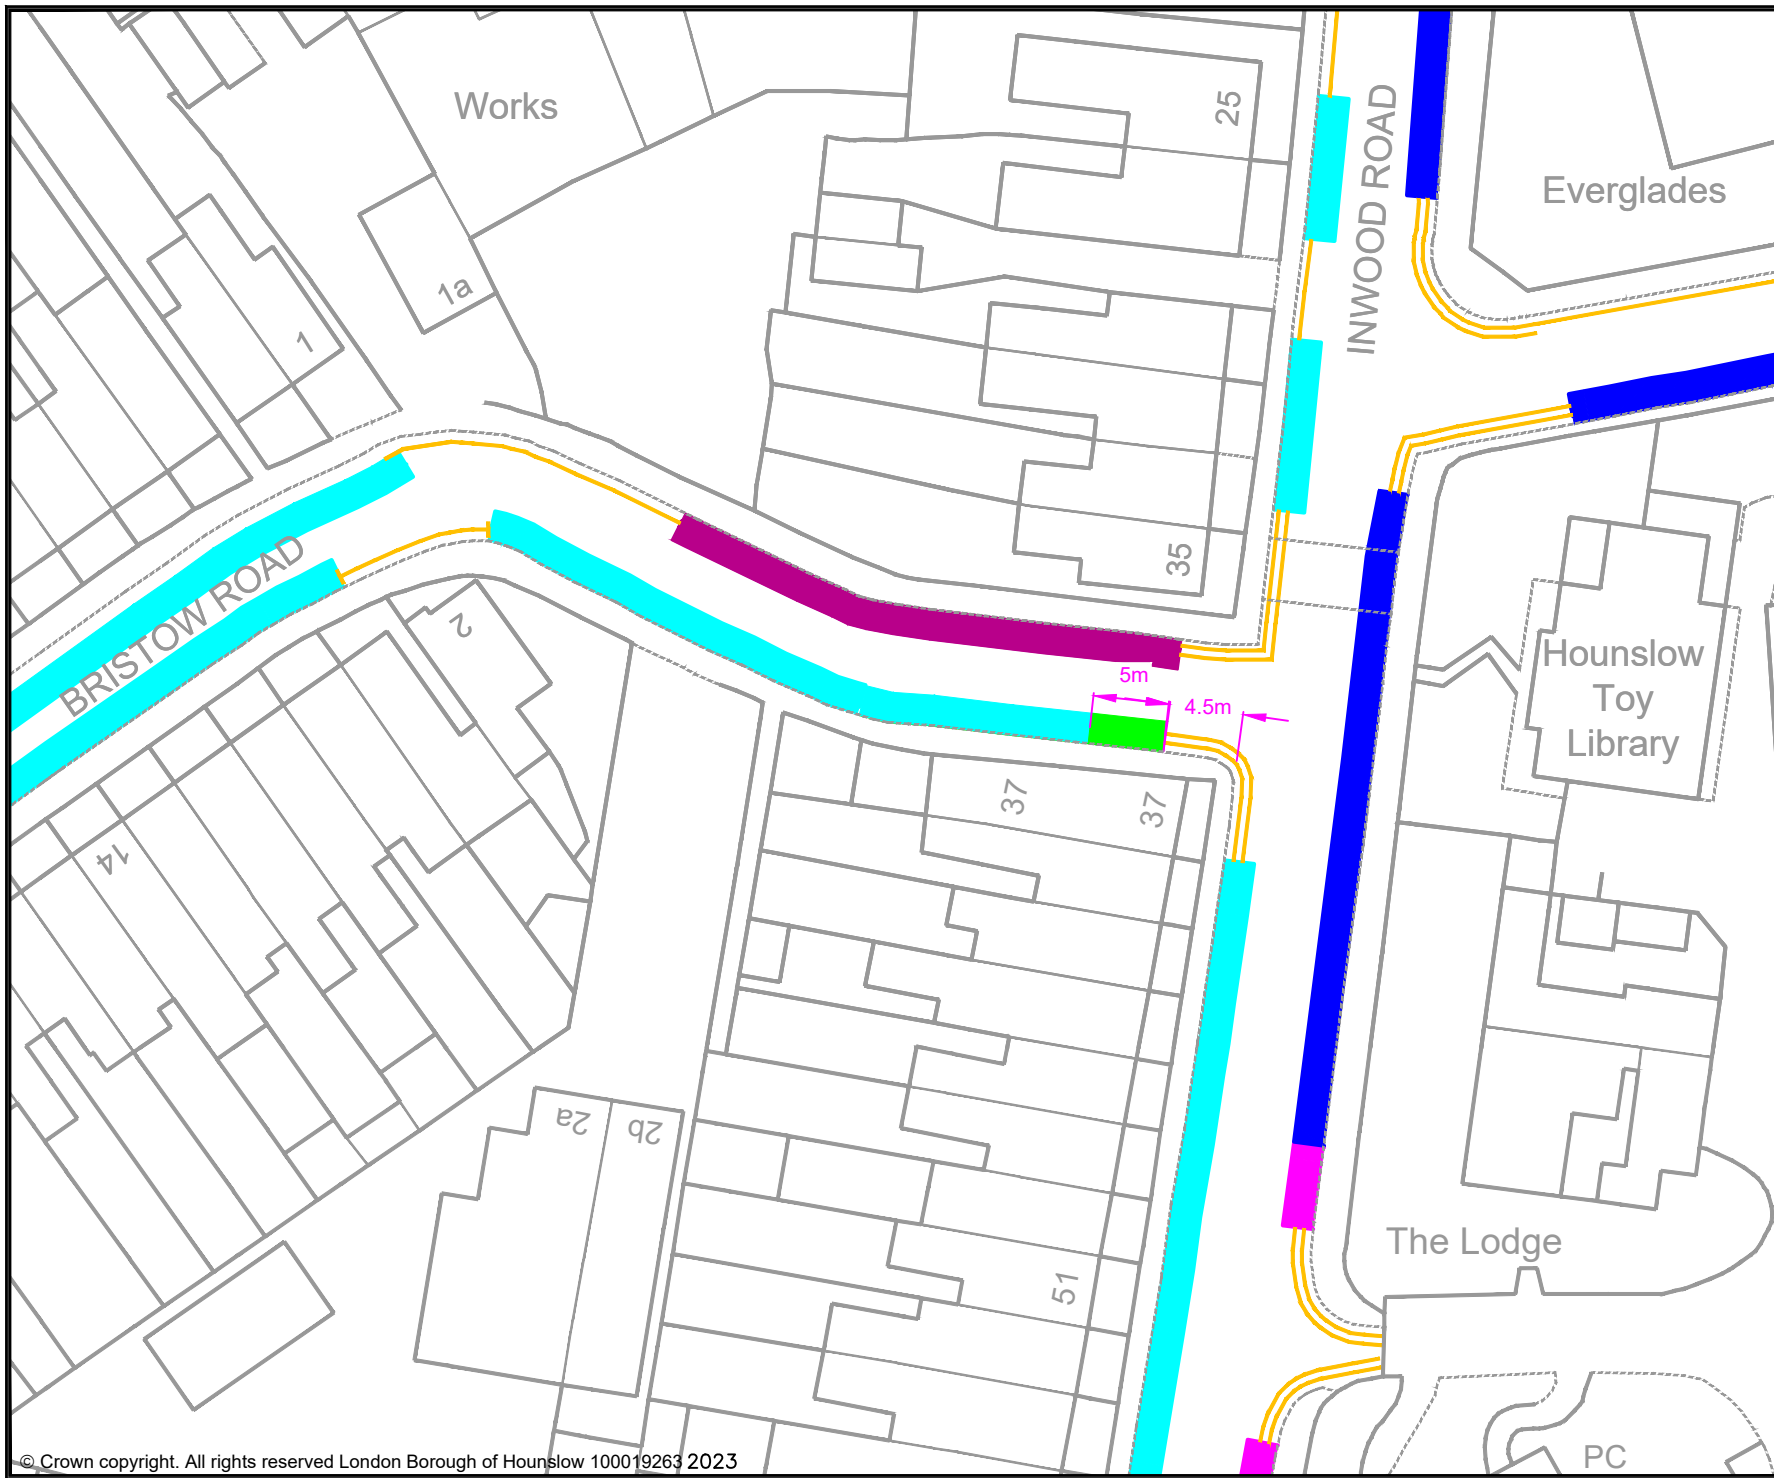 Works
25
INWOOD ROAD
Everglades
1a
1
35
BRISTOW ROAD
2
Hounslow
Toy
Library
5m
4.5m
37
37
14
2a
2b
The Lodge
51
PC
© Crown copyright. All rights reserved London Borough of Hounslow 100019263 2023